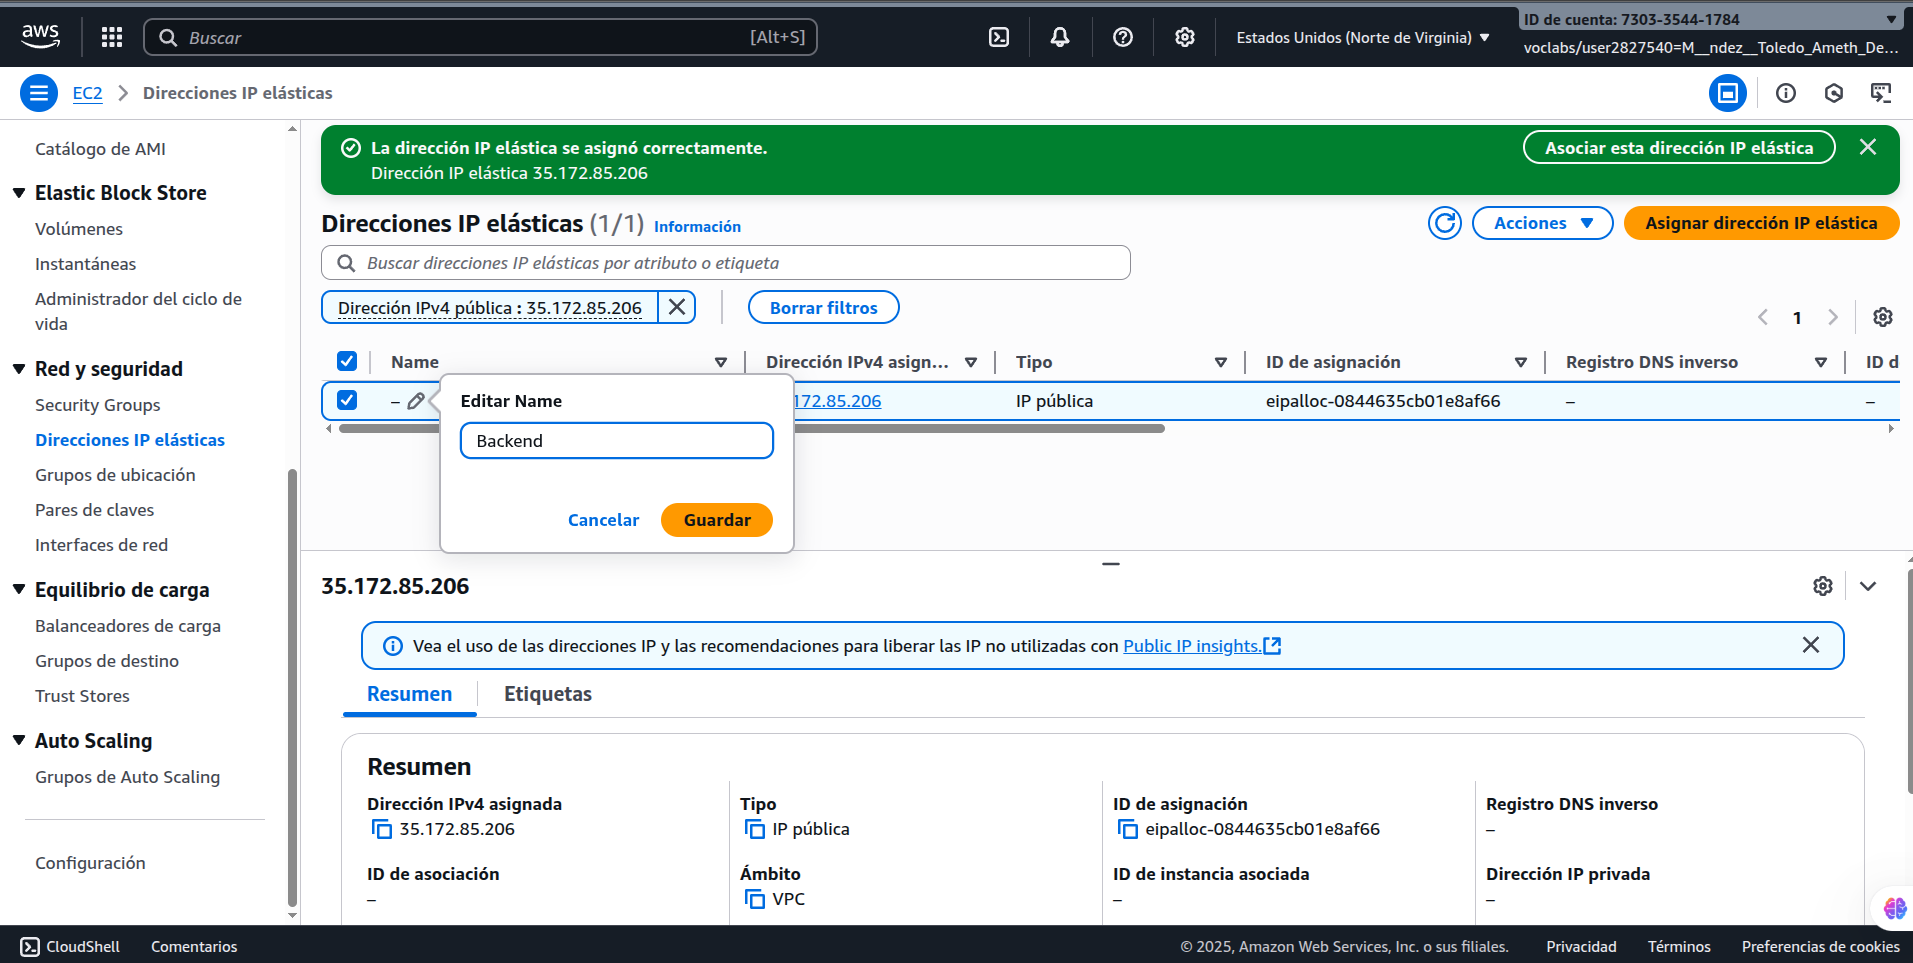 aws
Buscar
[Alt+S]
Estados Unidos (Norte de Virginia)
ID de cuenta: 7303-3544-1784
voclabs/user2827540=M__ndez__Toledo_Ameth_De...
EC2
Direcciones IP elásticas
Catálogo de AMI
Elastic Block Store
Volúmenes
Instantáneas
Administrador del ciclo de
vida
Red y seguridad
Security Groups
Direcciones IP elásticas
Grupos de ubicación
Pares de claves
Interfaces de red
Equilibrio de carga
Balanceadores de carga
Grupos de destino
Trust Stores
Auto Scaling
Grupos de Auto Scaling
Configuración
La dirección IP elástica se asignó correctamente.
Dirección IP elástica 35.172.85.206
Asociar esta dirección IP elástica
Direcciones IP elásticas (1/1) Información
Acciones
Asignar dirección IP elástica
Buscar direcciones IP elásticas por atributo o etiqueta
Dirección IPv4 pública : 35.172.85.206
Borrar filtros
1
Name
Dirección IPv4 asign...
Tipo
ID de asignación
Registro DNS inverso
ID d
–
172.85.206
IP pública
eipalloc-0844635cb01e8af66
–
–
Editar Name
Backend
Cancelar
Guardar
35.172.85.206
Vea el uso de las direcciones IP y las recomendaciones para liberar las IP no utilizadas con Public IP insights.
Resumen
Etiquetas
Resumen
Dirección IPv4 asignada
35.172.85.206
Tipo
IP pública
ID de asignación
eipalloc-0844635cb01e8af66
Registro DNS inverso
–
ID de asociación
–
Ámbito
VPC
ID de instancia asociada
–
Dirección IP privada
–
CloudShell
Comentarios
© 2025, Amazon Web Services, Inc. o sus filiales.
Privacidad
Términos
Preferencias de cookies